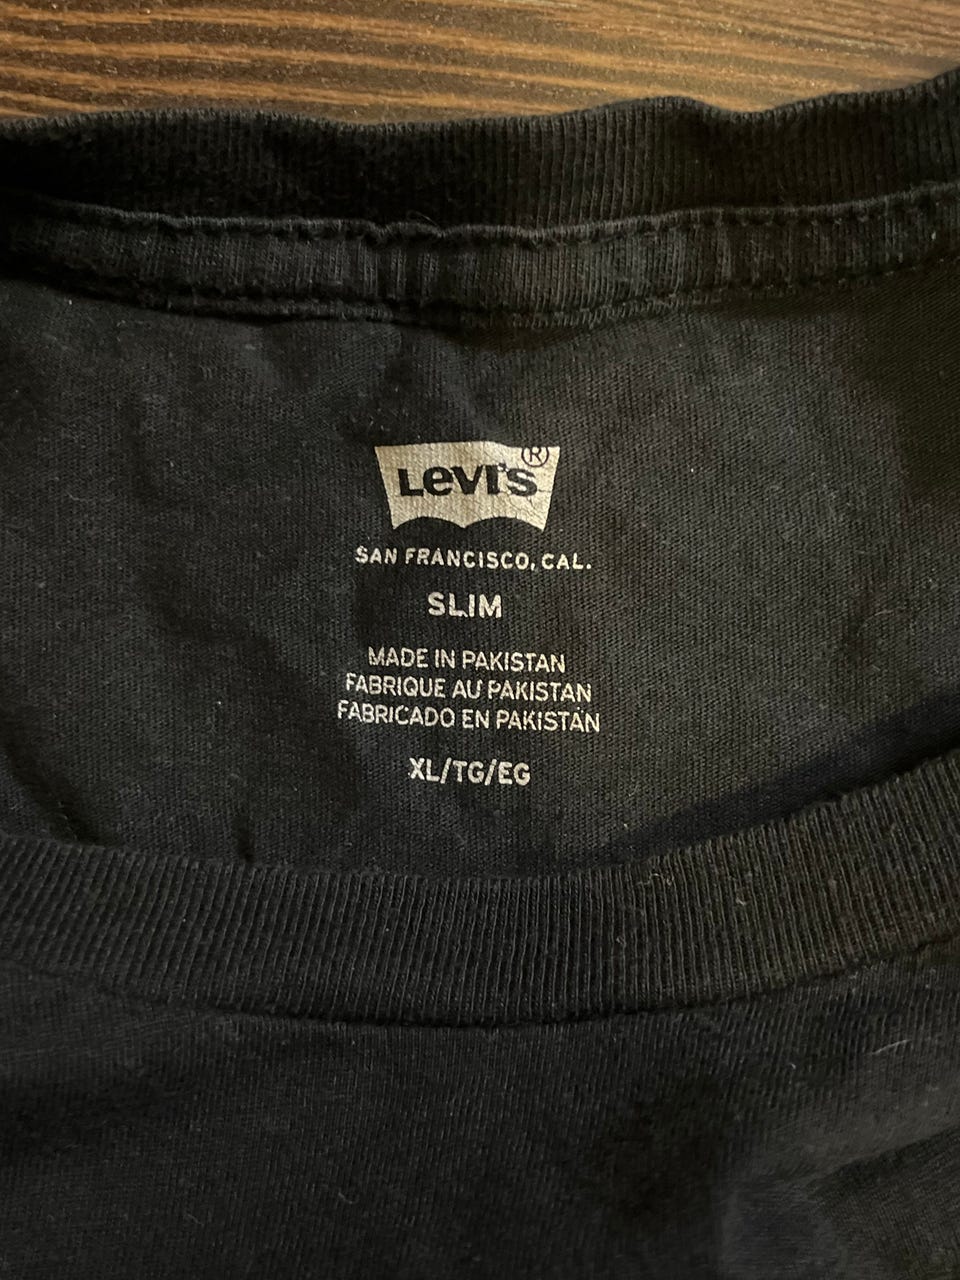 Levi's®
SAN FRANCISCO, CAL.
SLIM
MADE IN PAKISTAN
FABRIQUE AU PAKISTAN
FABRICADO EN PAKISTÁN
XL/TG/EG